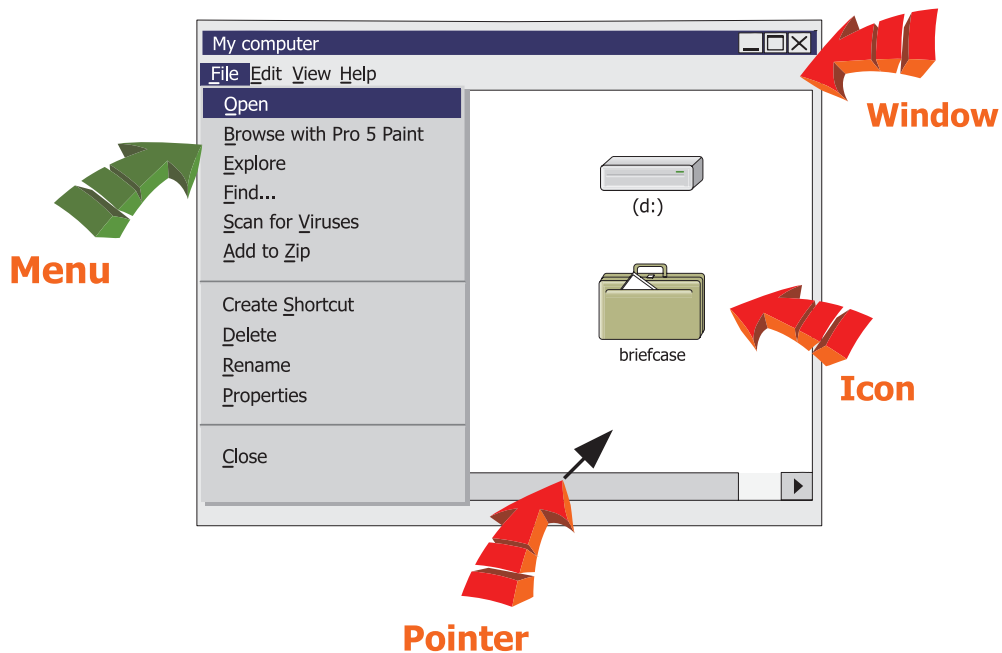 My computer
File Edit View Help
Window
Open
Browse with Pro 5 Paint
Explore
Find...
Scan for Viruses
Add to Zip
(d:)
Menu
Create Shortcut
Delete
Rename
Properties
briefcase
Icon
Close
Pointer